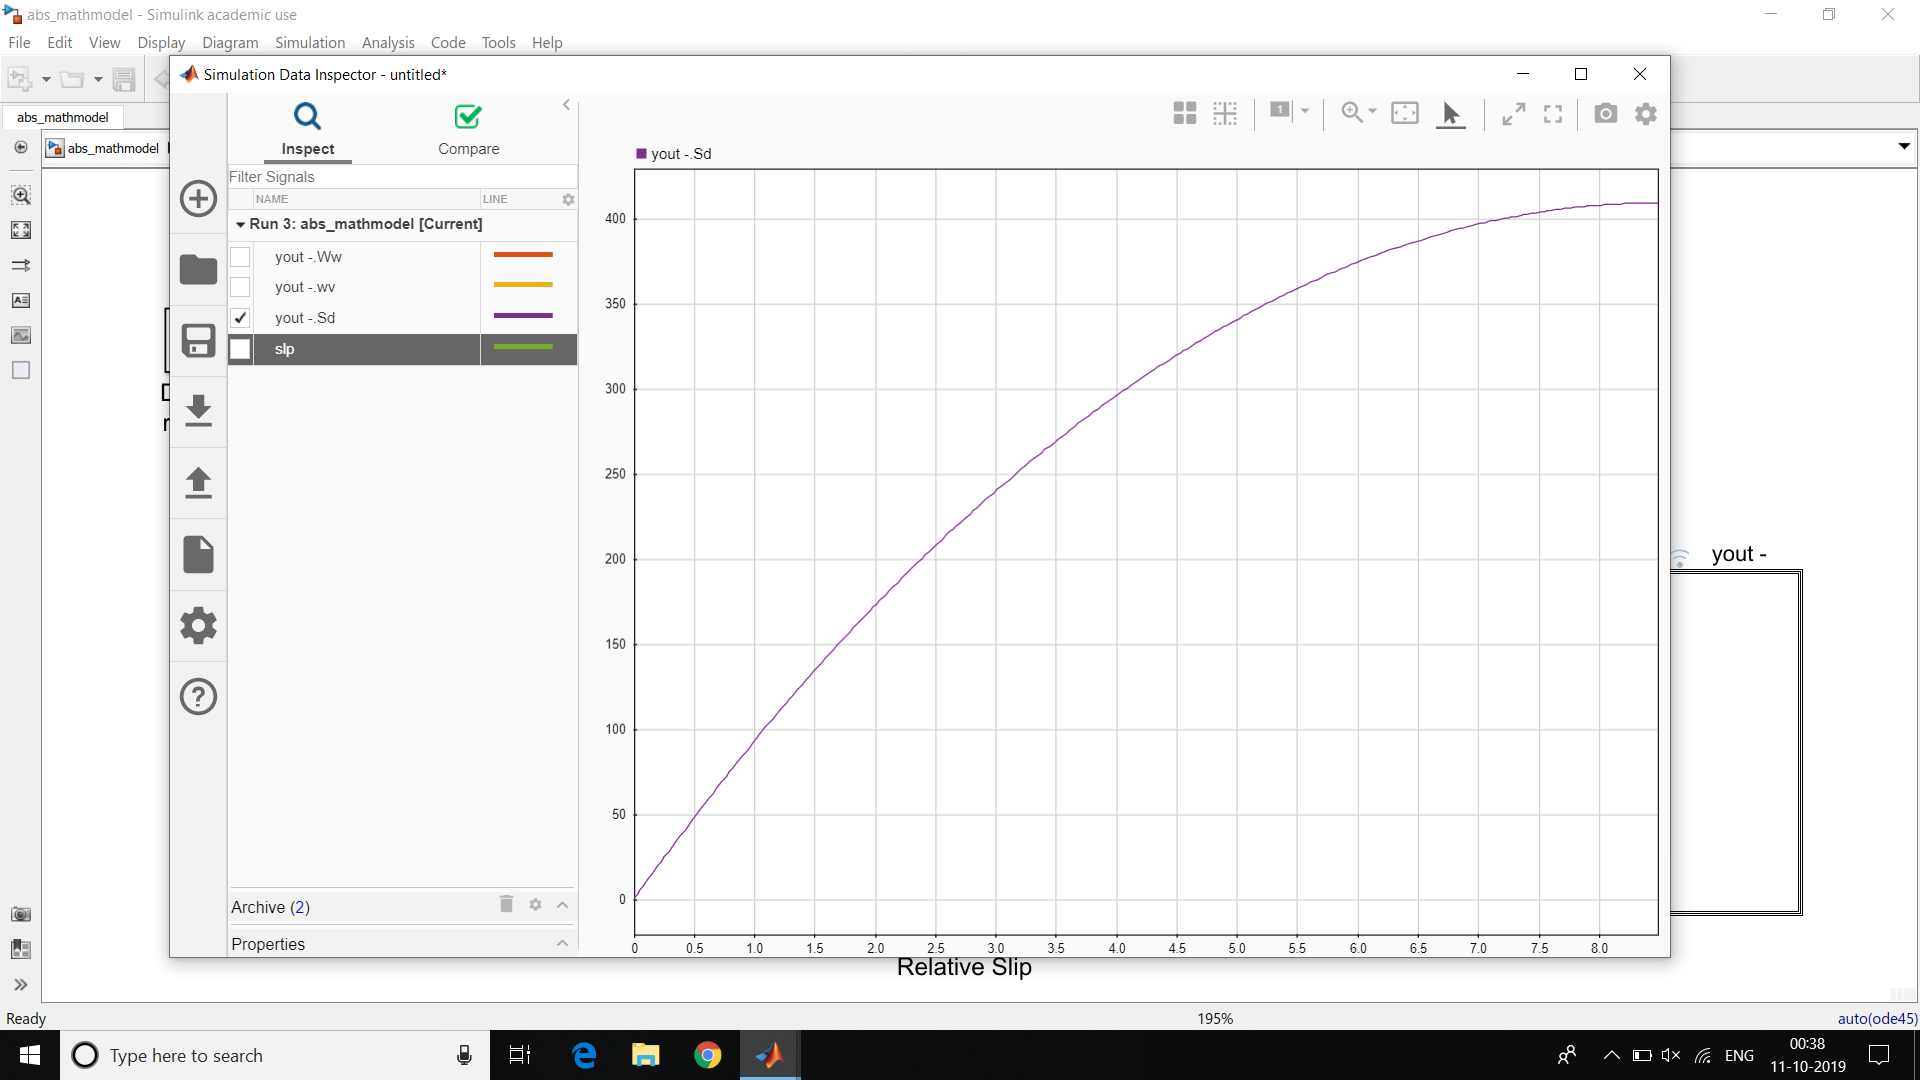 abs_mathmodel - Simulink academic use
File Edit View Display Diagram Simulation Analysis Code Tools Help
Simulation Data Inspector - untitled*
abs_mathmodel
abs_mathmodel
Inspect Compare
Filter Signals
NAME LINE
Run 3: abs_mathmodel [Current]
yout -.Ww
yout -.wv
yout -.Sd
slp
Archive (2)
Properties
1
yout -.Sd
400
350
300
250
200
150
100
50
0
0 0.5 1.0 1.5 2.0 2.5 3.0 3.5 4.0 4.5 5.0 5.5 6.0 6.5 7.0 7.5 8.0
Relative Slip
yout -
Ready 195% auto(ode45)
Type here to search
ENG
00:38
11-10-2019